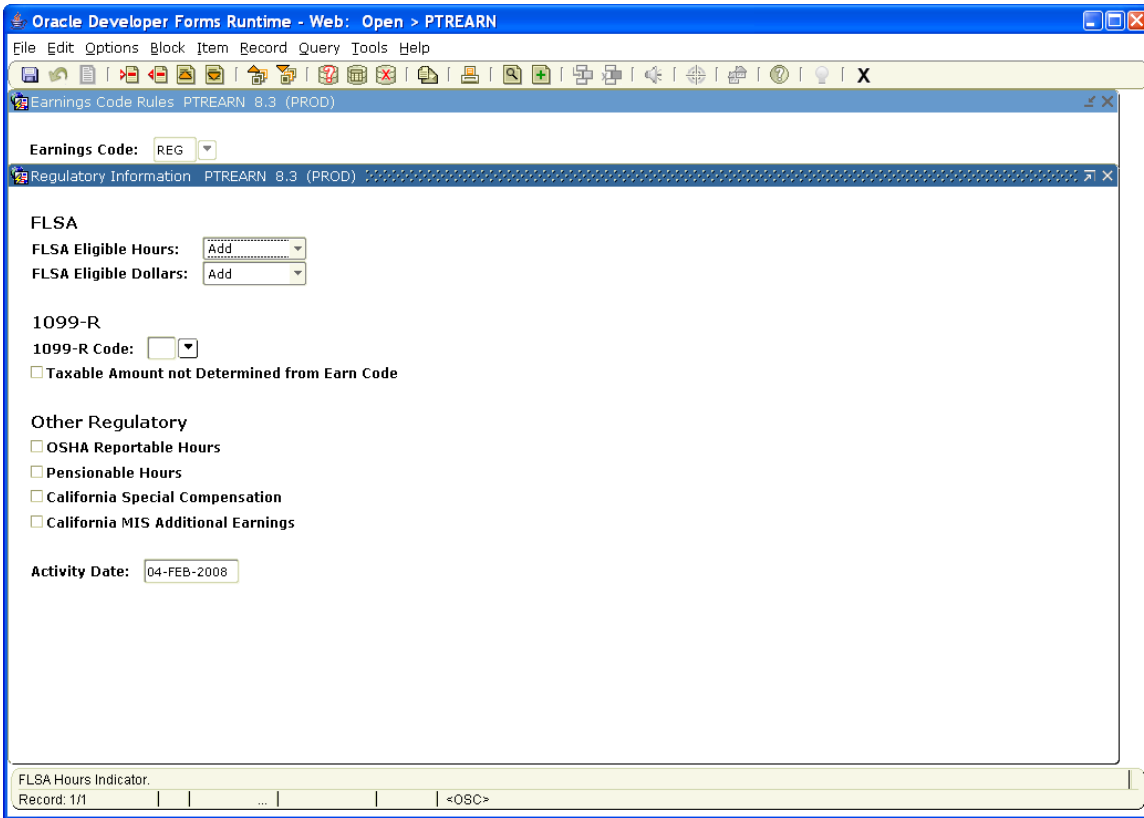 Oracle Developer Forms Runtime - Web: Open > PTREARN
File Edit Options Block Item Record Query Tools Help
X
Earnings Code Rules PTREARN 8.3 (PROD)
Earnings Code: REG
Regulatory Information PTREARN 8.3 (PROD)
FLSA
FLSA Eligible Hours: Add
FLSA Eligible Dollars: Add
1099-R
1099-R Code:
Taxable Amount not Determined from Earn Code
Other Regulatory
OSHA Reportable Hours
Pensionable Hours
California Special Compensation
California MIS Additional Earnings
Activity Date: 04-FEB-2008
FLSA Hours Indicator.
Record: 1/1 ... <OSC>